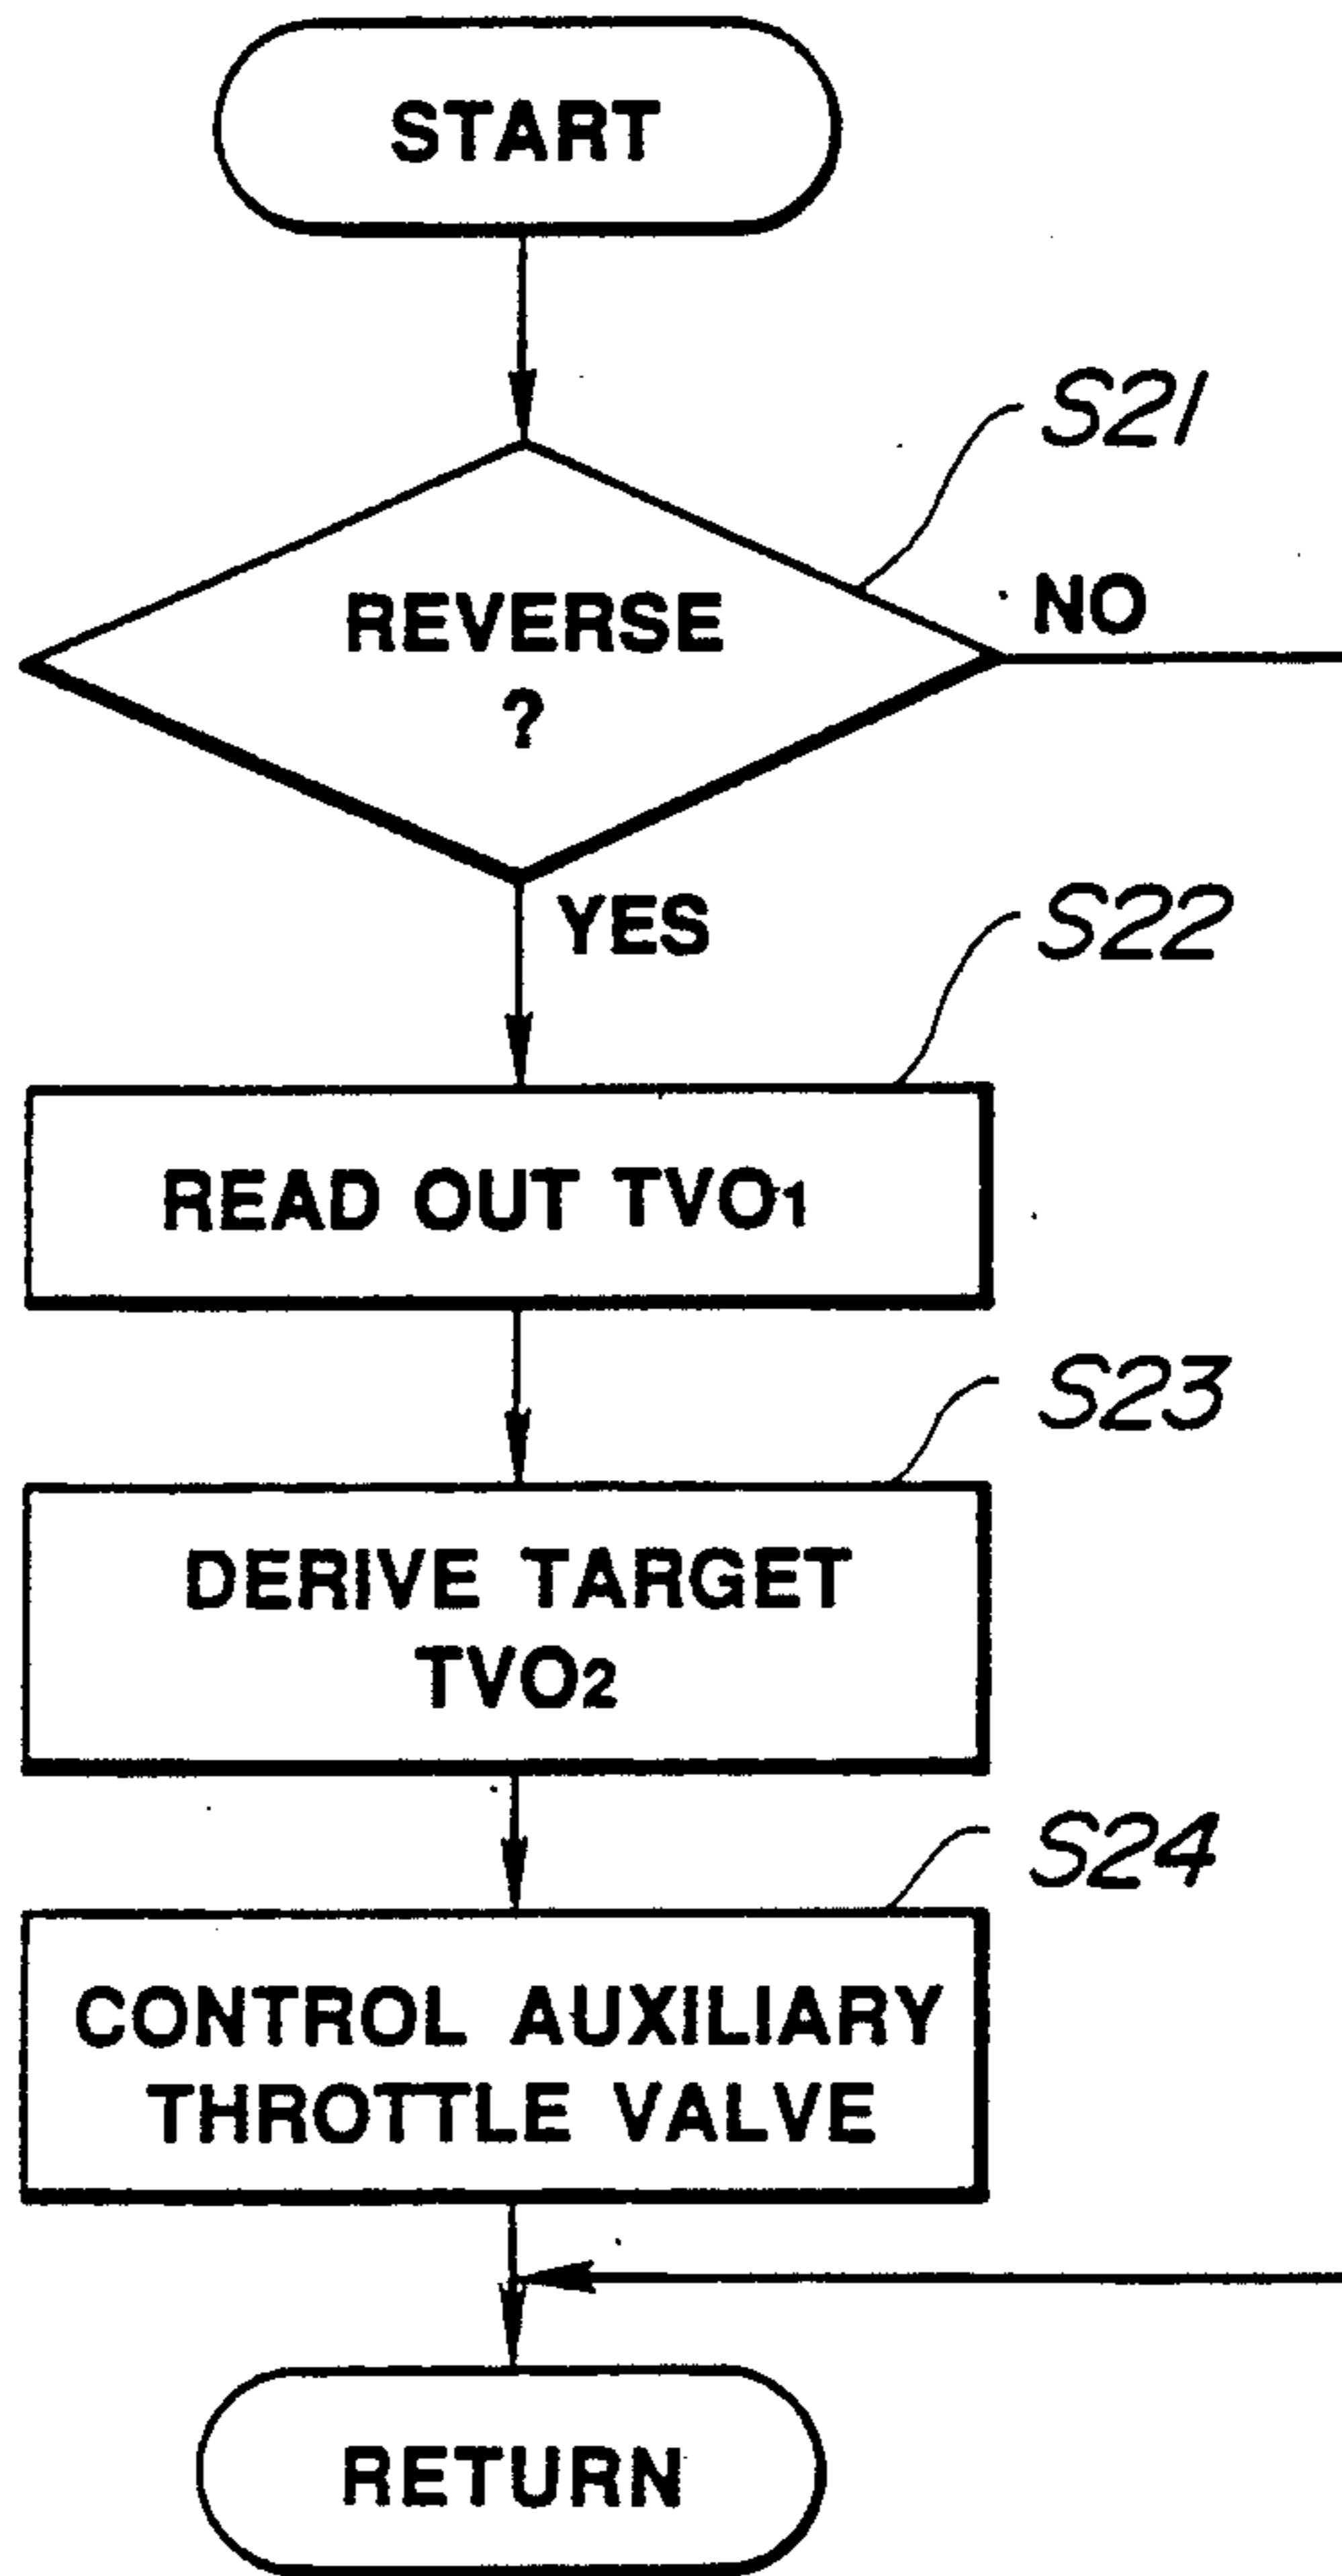 START
S21
REVERSE
?
NO
YES
S22
READ OUT TVO1
S23
DERIVE TARGET
TVO2
S24
CONTROL AUXILIARY
THROTTLE VALVE
RETURN